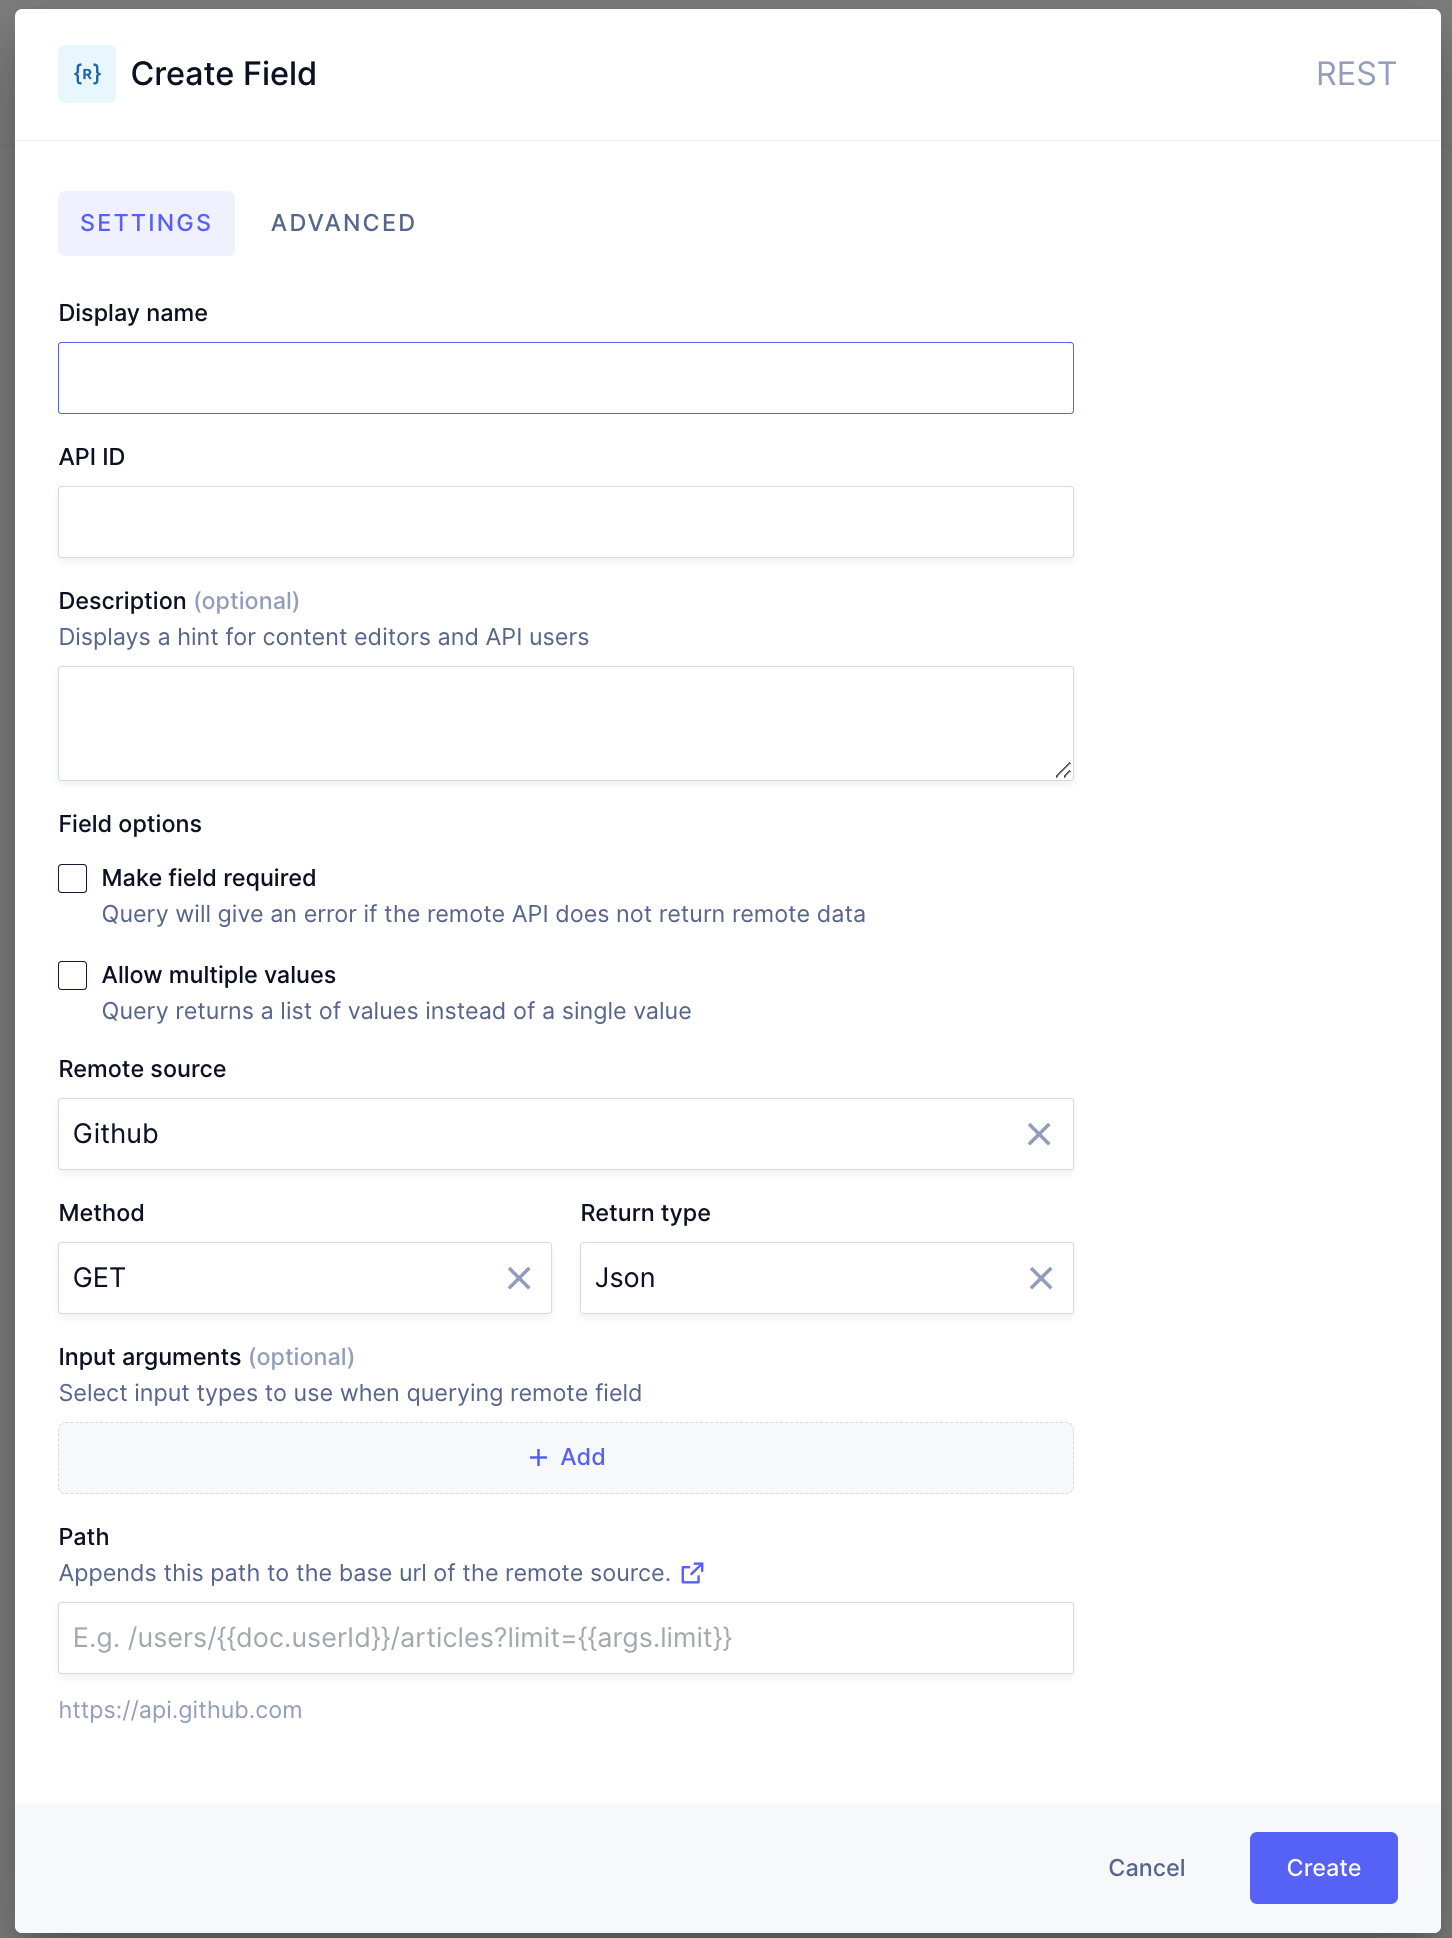 {R} Create Field REST
SETTINGS ADVANCED
Display name
API ID
Description (optional)
Displays a hint for content editors and API users
Field options
Make field required
Query will give an error if the remote API does not return remote data
Allow multiple values
Query returns a list of values instead of a single value
Remote source
Github
Method Return type
GET Json
Input arguments (optional)
Select input types to use when querying remote field
+ Add
Path
Appends this path to the base url of the remote source.
E.g. /users/{{doc.userId}}/articles?limit={{args.limit}}
https://api.github.com
Cancel Create